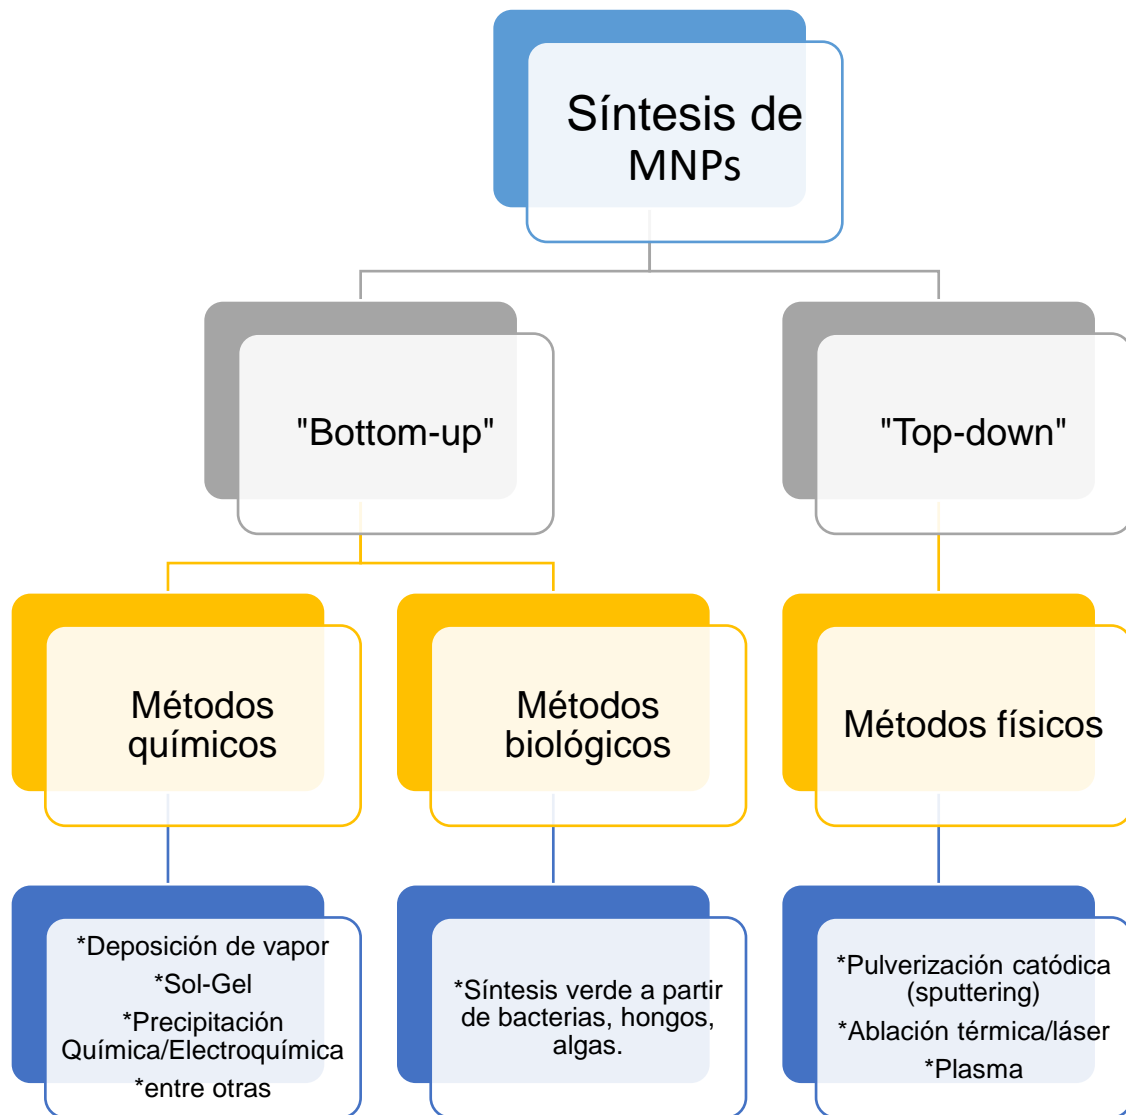 Síntesis de
MNPs
"Bottom-up"
"Top-down"
Métodos
químicos
Métodos
biológicos
Métodos físicos
*Deposición de vapor
*Sol-Gel
*Precipitación
Química/Electroquímica
*entre otras
*Síntesis verde a partir
de bacterias, hongos,
algas.
*Pulverización catódica
(sputtering)
*Ablación térmica/láser
*Plasma